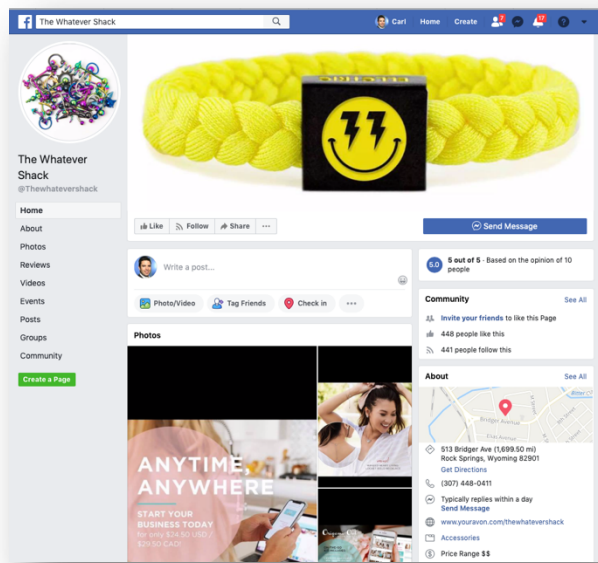 The Whatever Shack
Carl
Home
Create
7
17
The Whatever
Shack
@Thewhatevershack
Home
About
Photos
Reviews
Videos
Events
Posts
Groups
Community
Create a Page
ELECTRIC
Like
Follow
Share
Send Message
Write a post...
Photo/Video
Tag Friends
Check in
Photos
ANYTIME,
ANYWHERE
START YOUR
BUSINESS TODAY
for only $24.50 USD /
$29.50 CAD!
5.0
5 out of 5 · Based on the opinion of 10
people
Community
See All
Invite your friends to like this Page
448 people like this
441 people follow this
About
See All
Bridger Avenue
Elias Avenue
Bitter
513 Bridger Ave (1,699.50 mi)
Rock Springs, Wyoming 82901
Get Directions
(307) 448-0411
Typically replies within a day
Send Message
www.youravon.com/thewhatevershack
Accessories
Price Range $$